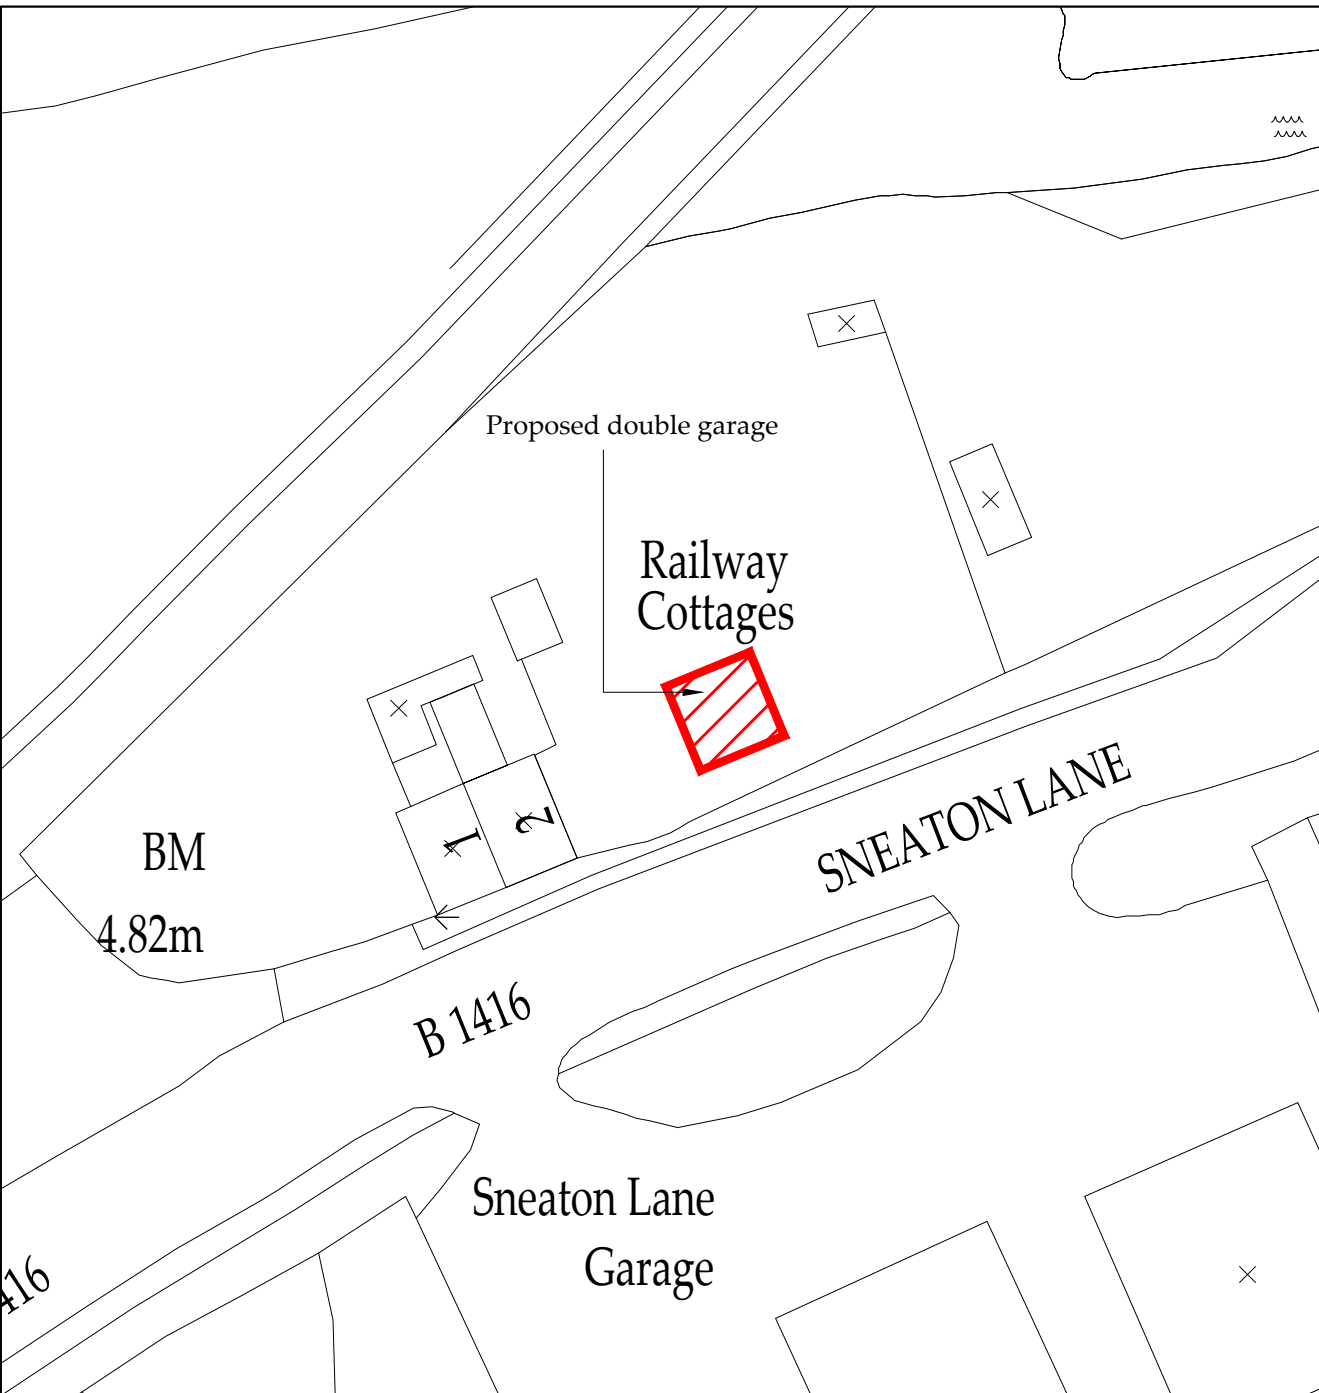 Proposed double garage
Railway
Cottages
1
2
SNEATON LANE
BM
4.82m
B 1416
Sneaton Lane
Garage
416